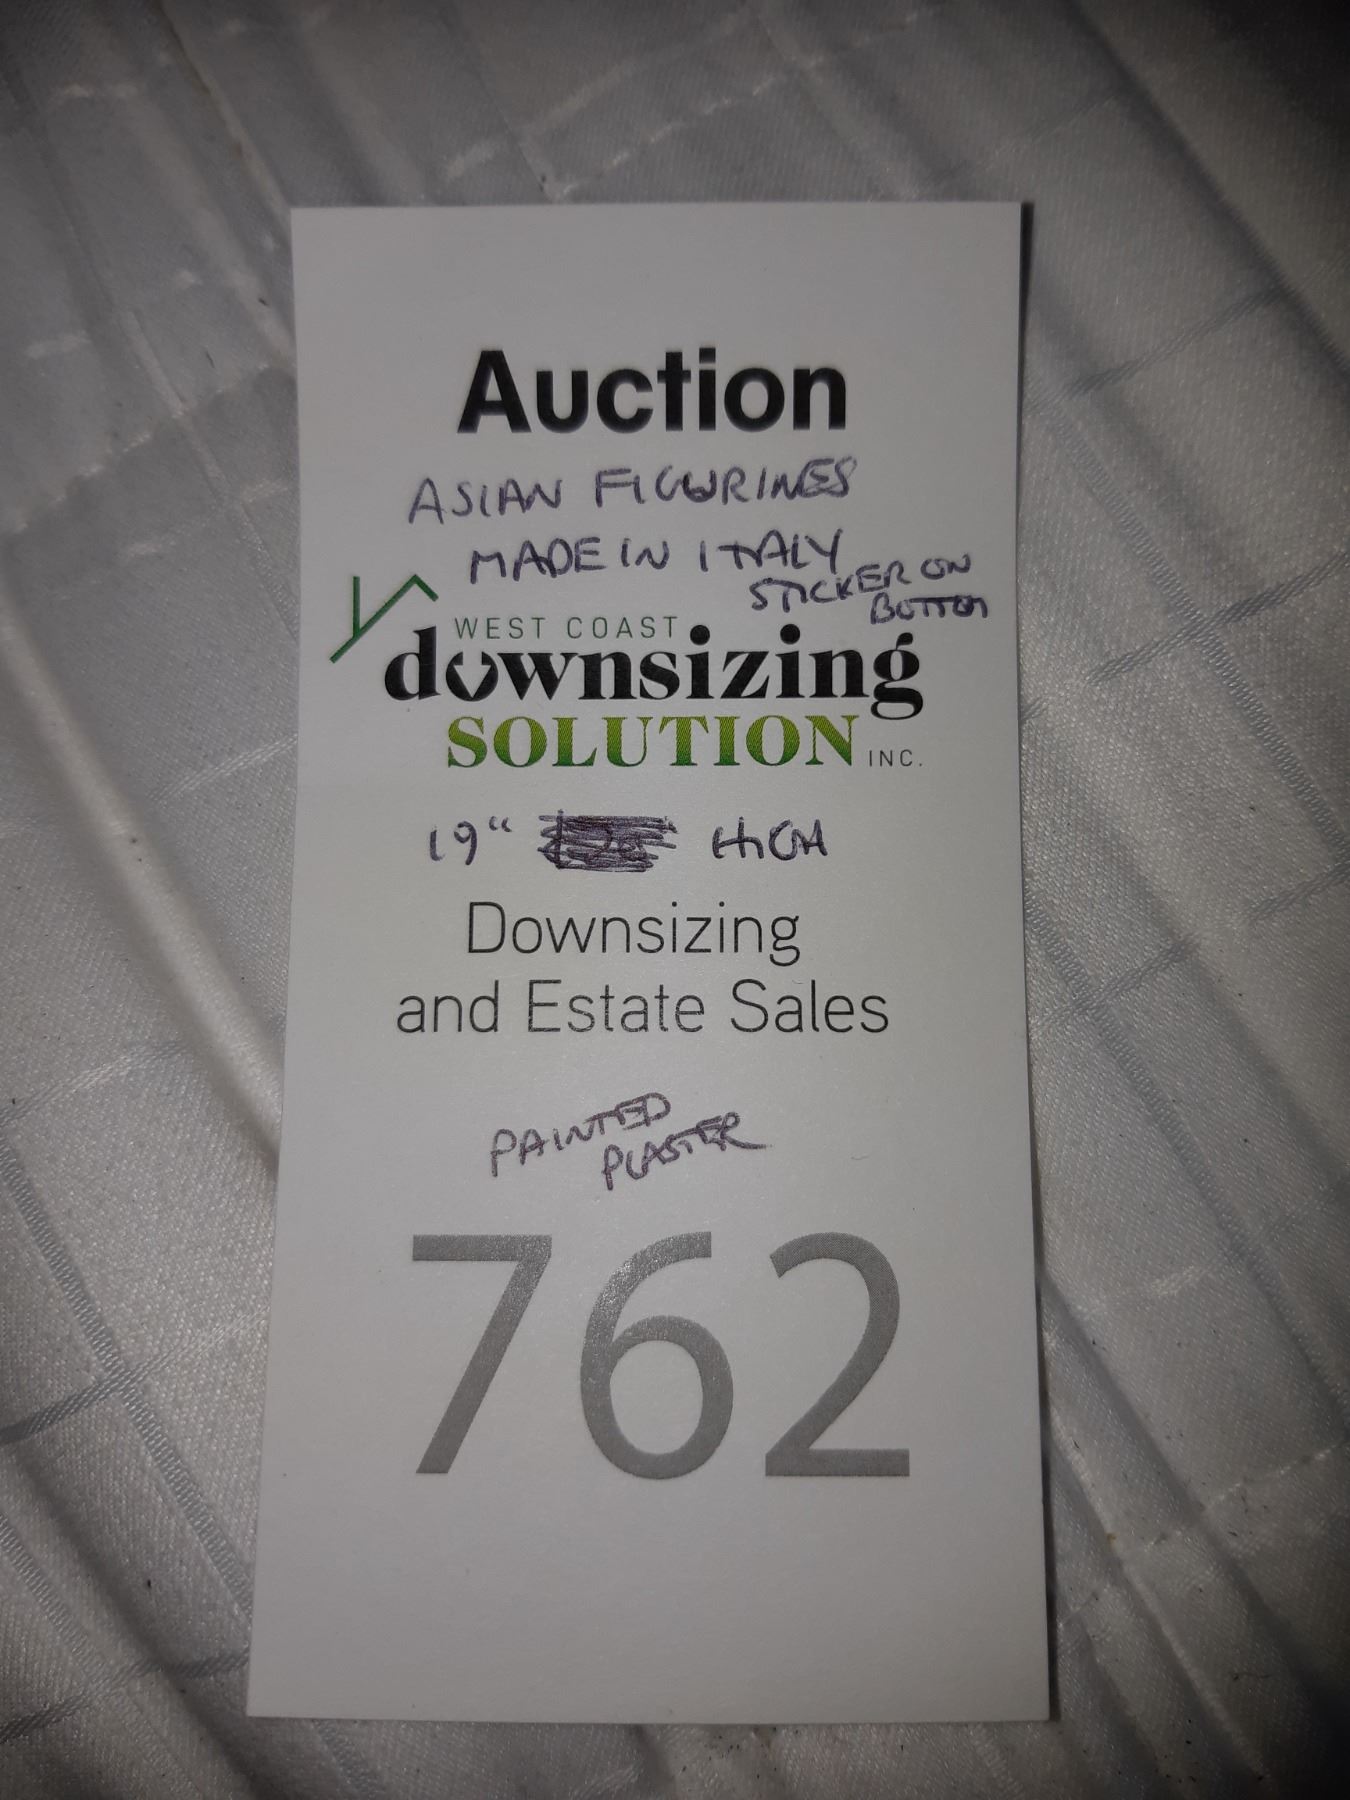 Auction
ASIAN FIGURINES
MADE IN ITALY
STICKER ON
BOTTOM
WEST COAST
downsizing
SOLUTION INC.
19" HIGH
Downsizing
and Estate Sales
PAINTED
PLASTER
762